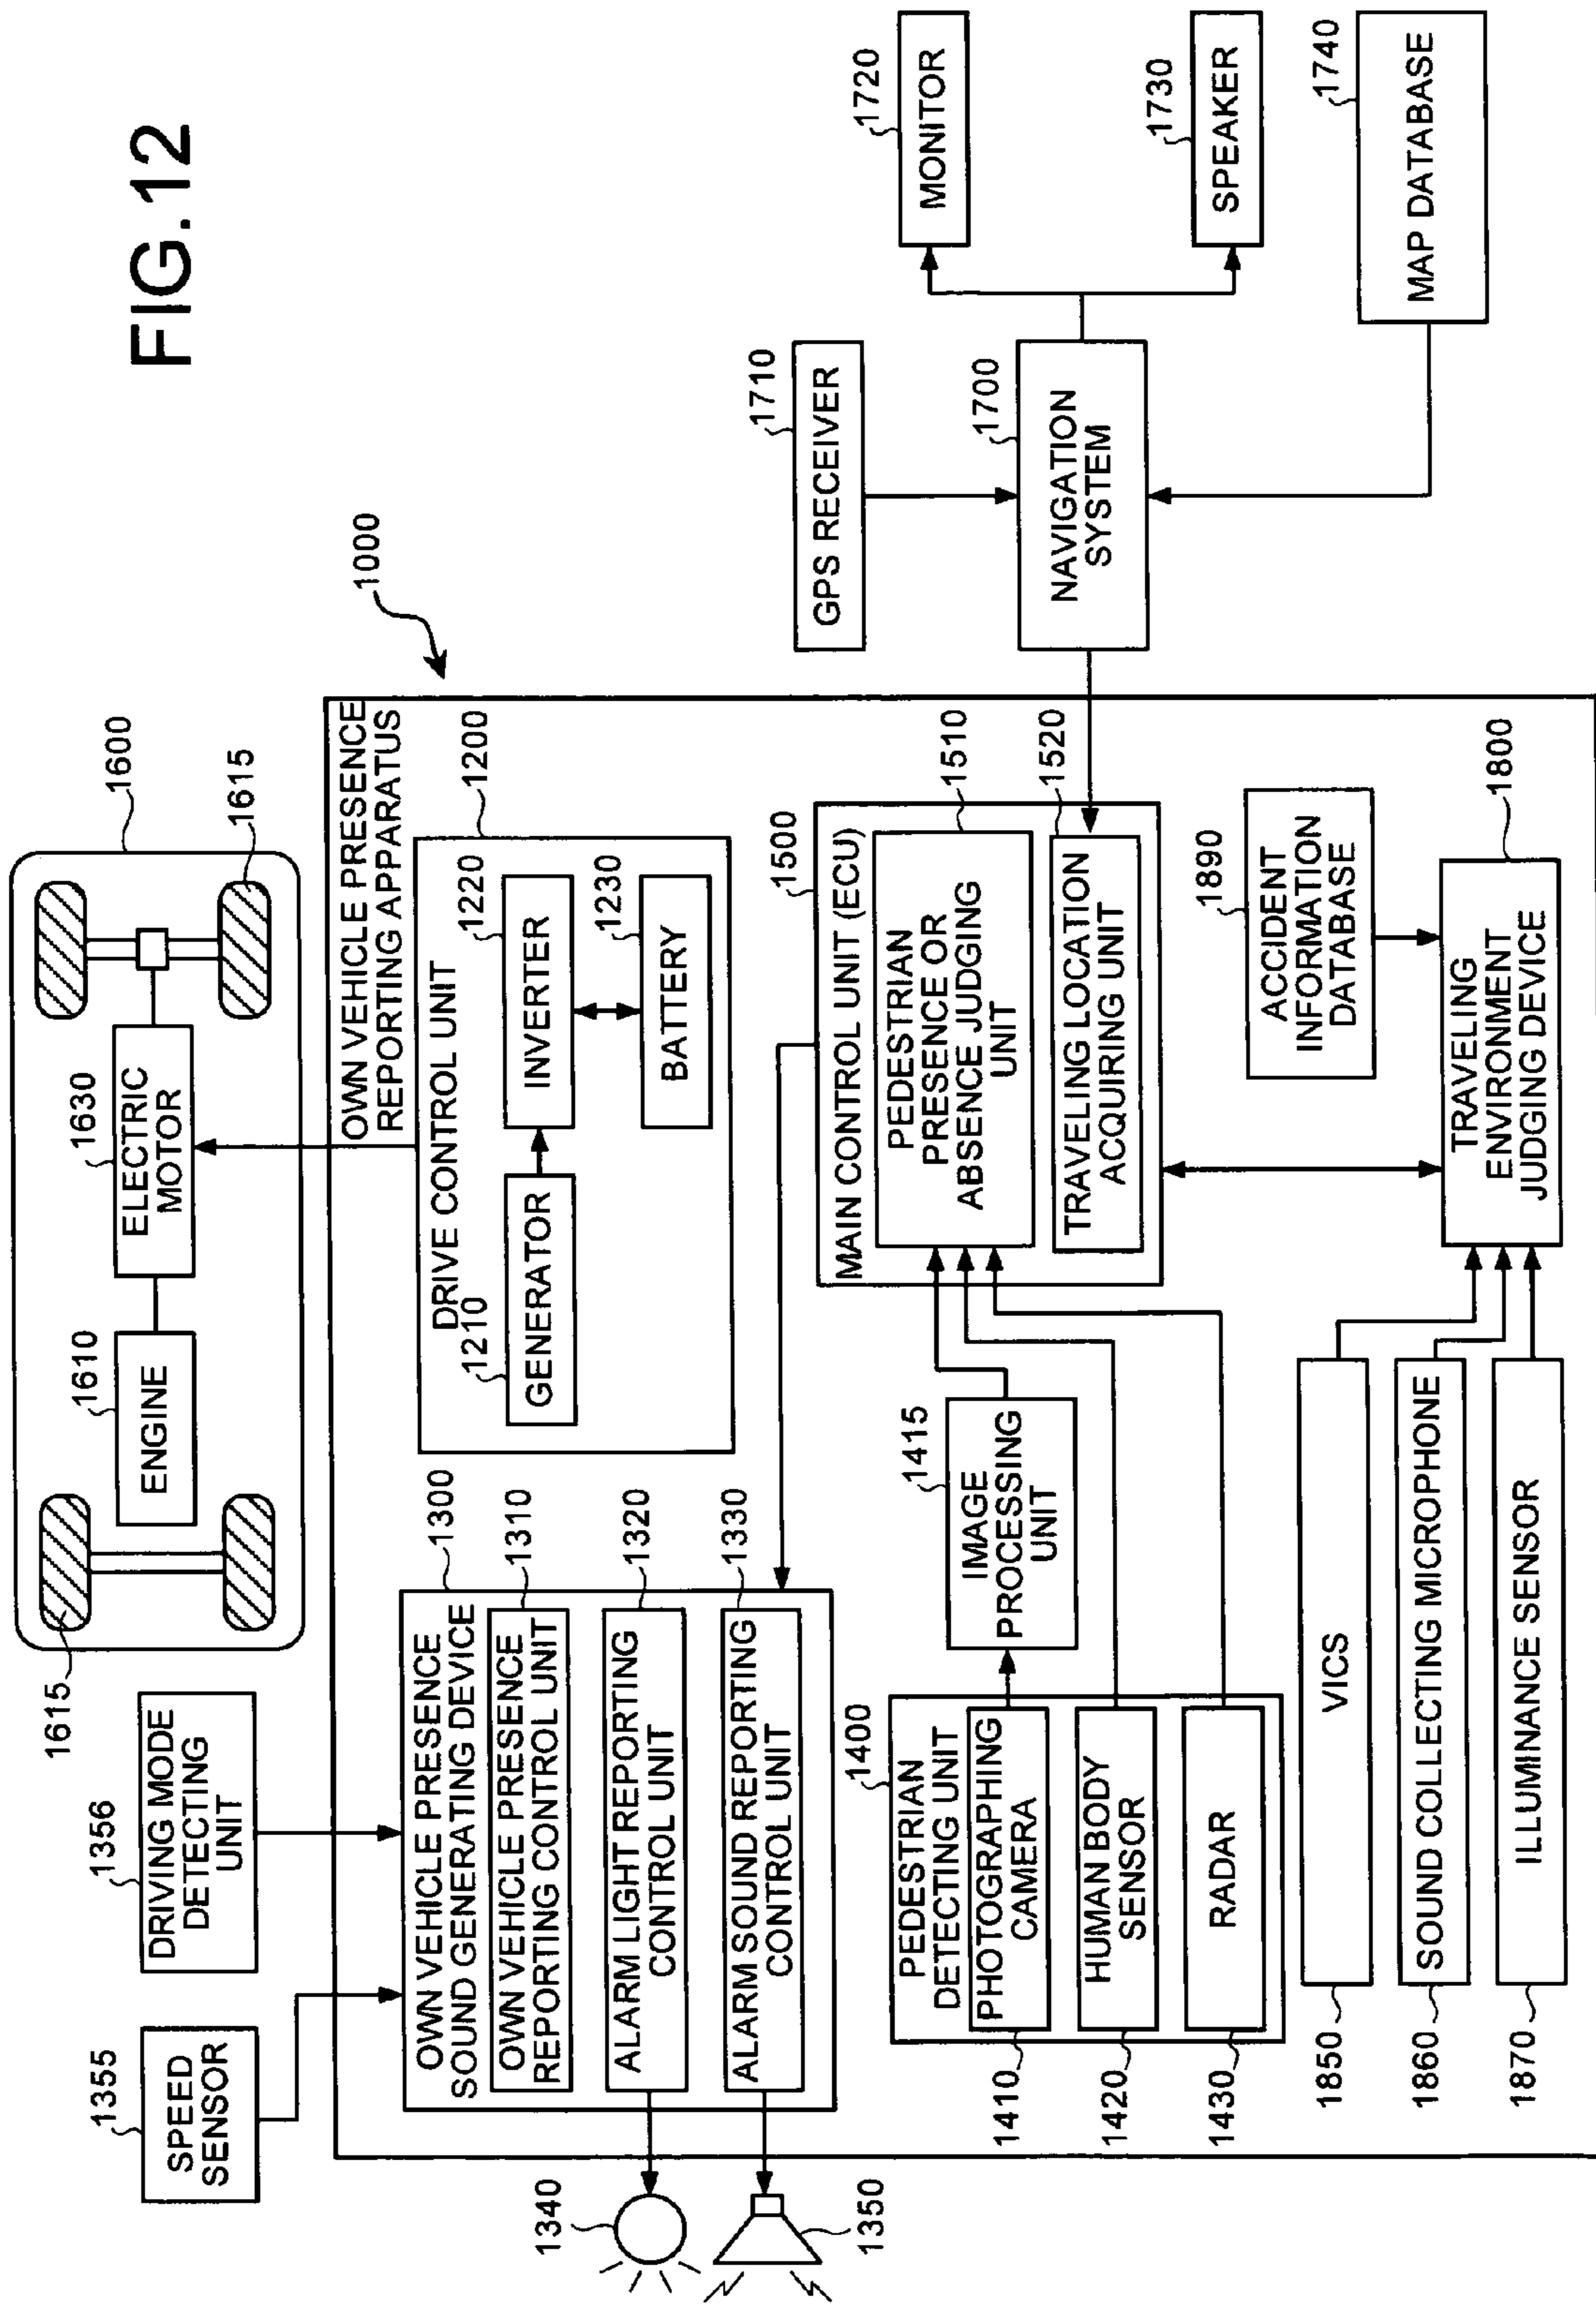 FIG.12
1600
1615
1630
ELECTRIC
MOTOR
1610
ENGINE
1615
1356
DRIVING MODE
DETECTING
UNIT
1355
SPEED
SENSOR
1000
OWN VEHICLE PRESENCE
REPORTING APPARATUS
1200
DRIVE CONTROL UNIT
1210
GENERATOR
1220
INVERTER
1230
BATTERY
1300
OWN VEHICLE PRESENCE
SOUND GENERATING DEVICE
1310
OWN VEHICLE PRESENCE
REPORTING CONTROL UNIT
1320
ALARM LIGHT REPORTING
CONTROL UNIT
1330
ALARM SOUND REPORTING
CONTROL UNIT
1340
1350
1400
PEDESTRIAN
DETECTING UNIT
PHOTOGRAPHING
CAMERA
1410
HUMAN BODY
SENSOR
1420
RADAR
1430
1415
IMAGE
PROCESSING
UNIT
1500
MAIN CONTROL UNIT (ECU)
1510
PEDESTRIAN
PRESENCE OR
ABSENCE JUDGING
UNIT
1520
TRAVELING LOCATION
ACQUIRING UNIT
1710
GPS RECEIVER
1700
NAVIGATION
SYSTEM
1720
MONITOR
1730
SPEAKER
1740
MAP DATABASE
1890
ACCIDENT
INFORMATION
DATABASE
1800
TRAVELING
ENVIRONMENT
JUDGING DEVICE
1850
VICS
1860
SOUND COLLECTING MICROPHONE
1870
ILLUMINANCE SENSOR